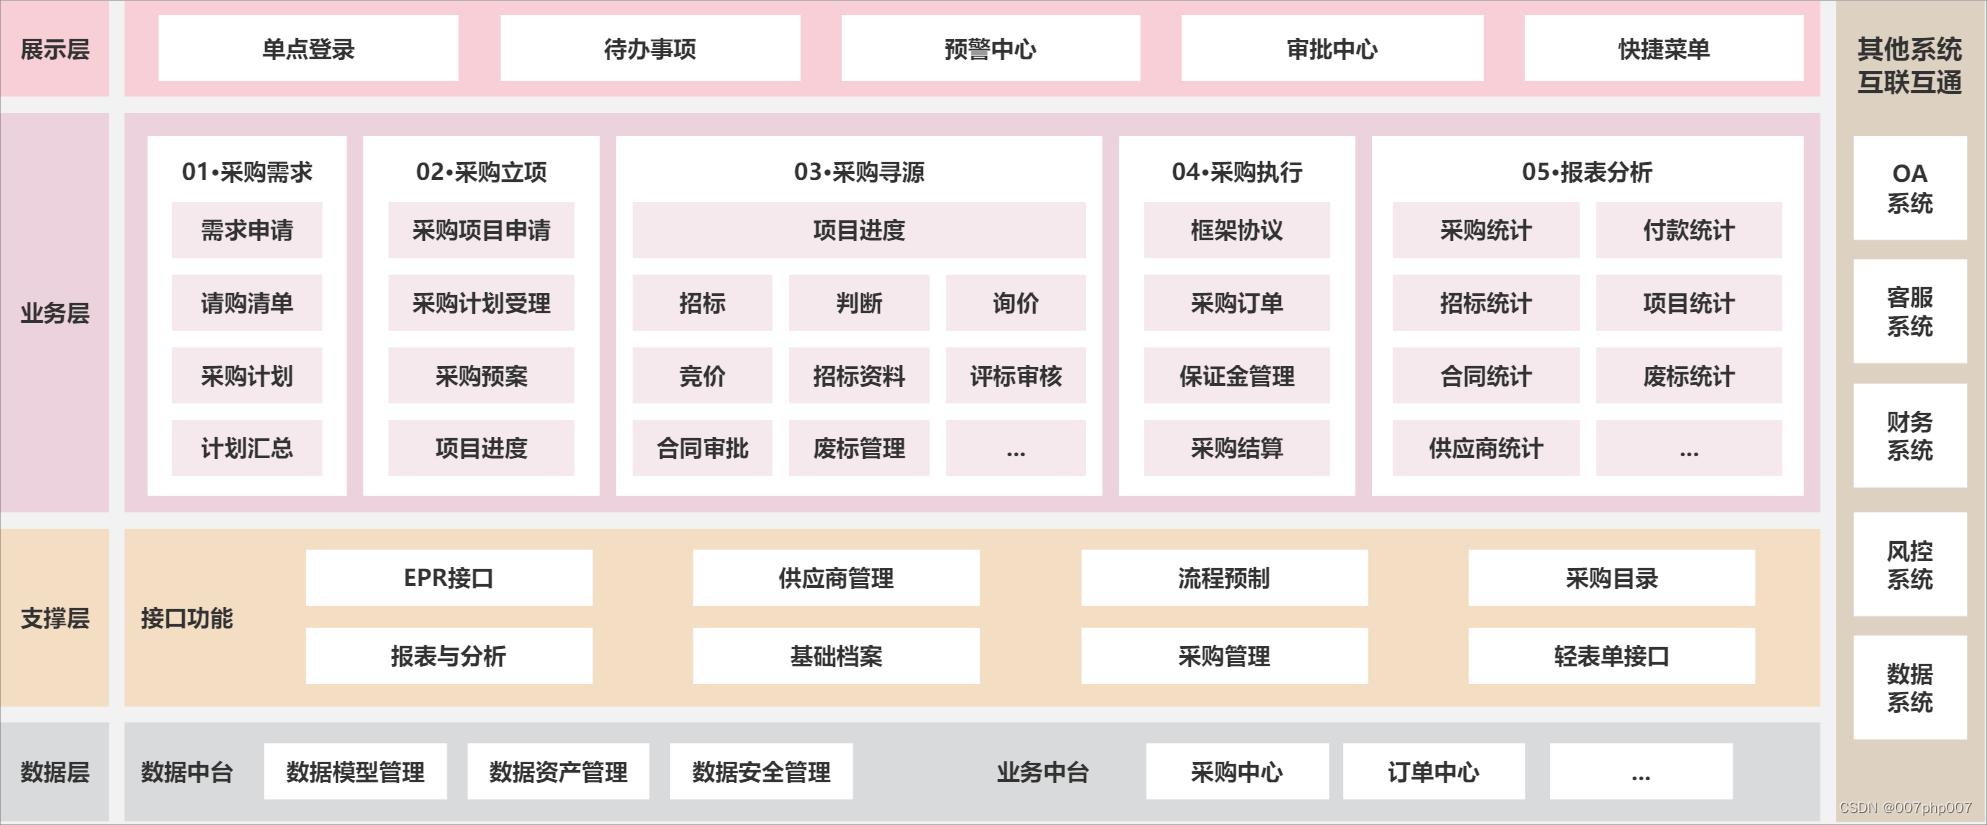 展示层
单点登录
待办事项
预警中心
审批中心
快捷菜单
业务层
01•采购需求
需求申请
请购清单
采购计划
计划汇总
02•采购立项
采购项目申请
采购计划受理
采购预案
项目进度
03•采购寻源
项目进度
招标
判断
询价
竞价
招标资料
评标审核
合同审批
废标管理
...
04•采购执行
框架协议
采购订单
保证金管理
采购结算
05•报表分析
采购统计
付款统计
招标统计
项目统计
合同统计
废标统计
供应商统计
...
支撑层
接口功能
EPR接口
供应商管理
流程预制
采购目录
报表与分析
基础档案
采购管理
轻表单接口
数据层
数据中台
数据模型管理
数据资产管理
数据安全管理
业务中台
采购中心
订单中心
...
其他系统
互联互通
OA
系统
客服
系统
财务
系统
风控
系统
数据
系统
CSDN @007php007